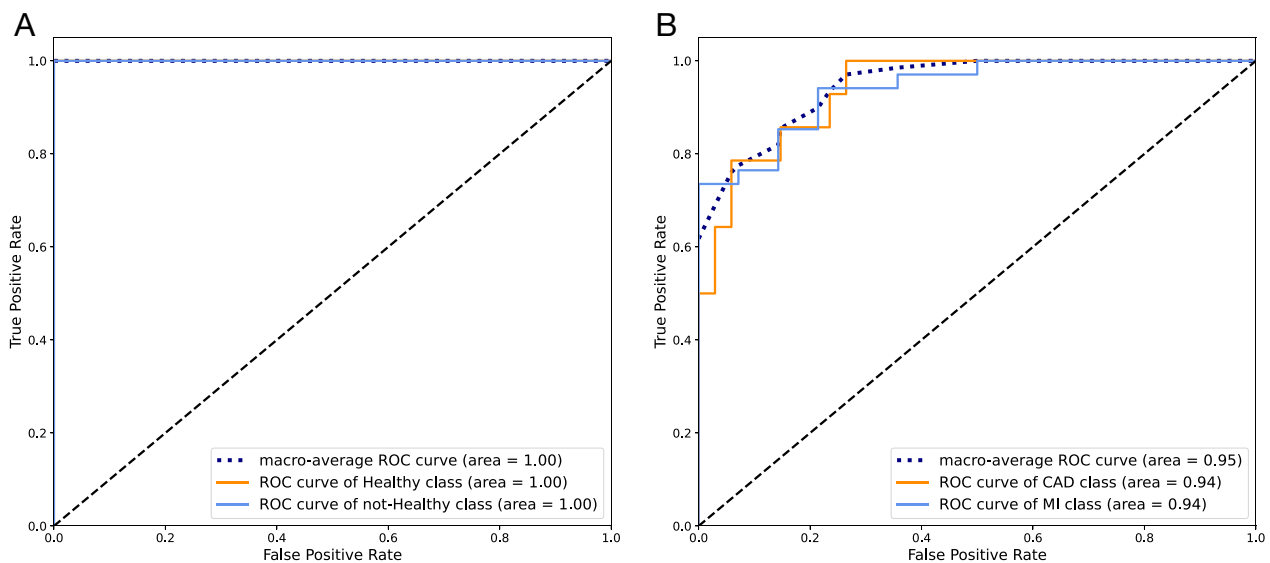 A
True Positive Rate
1.0
0.8
0.6
0.4
0.2
0.0
0.0 0.2 0.4 0.6 0.8 1.0
False Positive Rate
macro-average ROC curve (area = 1.00)
ROC curve of Healthy class (area = 1.00)
ROC curve of not-Healthy class (area = 1.00)
B
True Positive Rate
1.0
0.8
0.6
0.4
0.2
0.0
0.0 0.2 0.4 0.6 0.8 1.0
False Positive Rate
macro-average ROC curve (area = 0.95)
ROC curve of CAD class (area = 0.94)
ROC curve of MI class (area = 0.94)